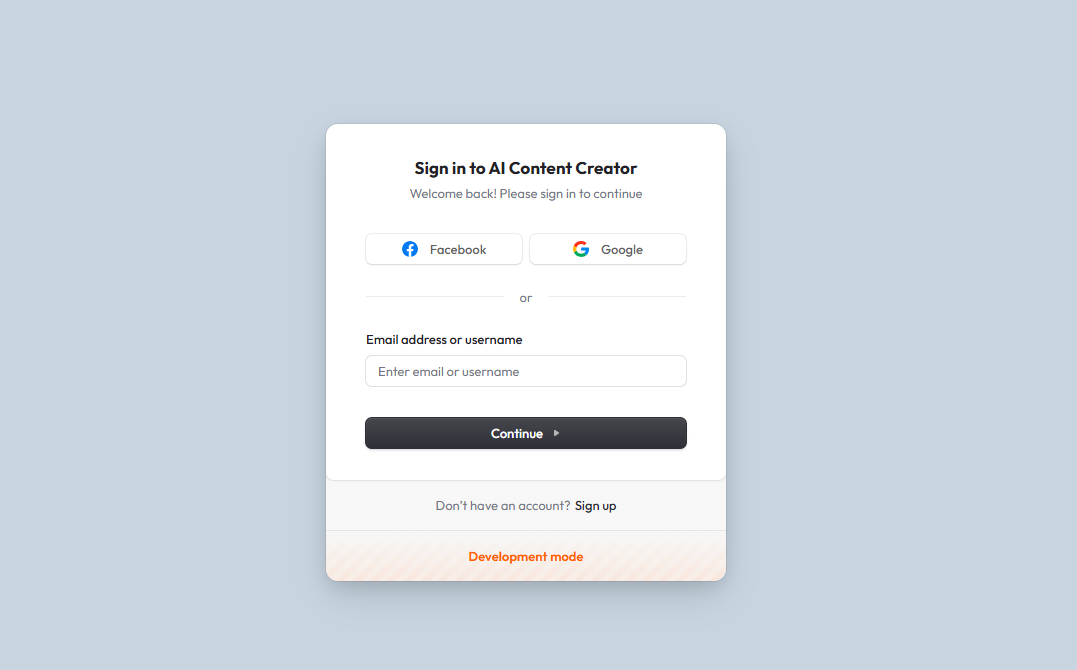 Sign in to AI Content Creator
Welcome back! Please sign in to continue
Facebook
Google
or
Email address or username
Enter email or username
Continue
Don't have an account? Sign up
Development mode